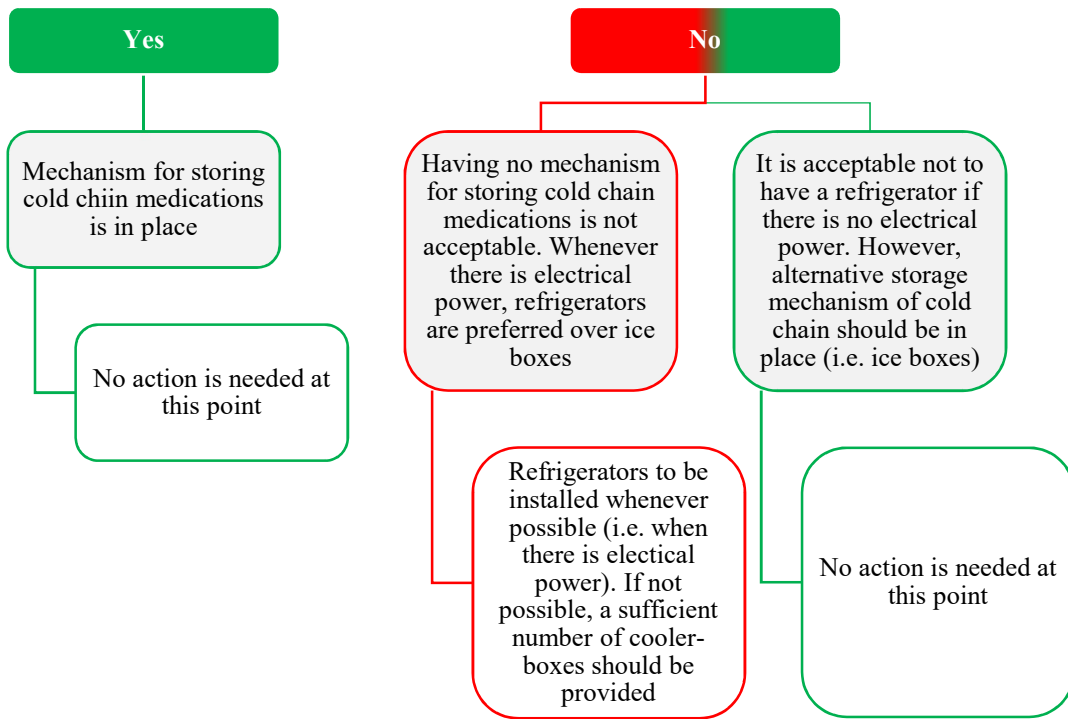 Yes
Mechanism for storing
cold chiin medications
is in place
No action is needed at
this point
No
Having no mechanism
for storing cold chain
medications is not
acceptable. Whenever
there is electrical
power, refrigerators
are preferred over ice
boxes
Refrigerators to be
installed whenever
possible (i.e. when
there is electical
power). If not
possible, a sufficient
number of cooler-
boxes should be
provided
It is acceptable not to
have a refrigerator if
there is no electrical
power. However,
alternative storage
mechanism of cold
chain should be in
place (i.e. ice boxes)
No action is needed at
this point